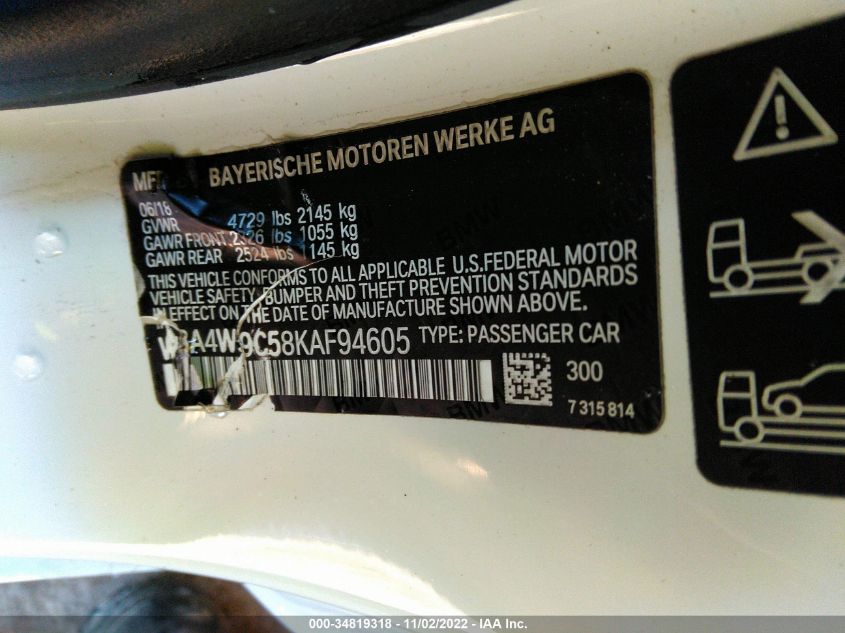 BAYERISCHE MOTOREN WERKE AG
06/18
GVWR 4729 lbs 2145 kg
GAWR FRONT lbs 1055 kg
GAWR REAR 2524 lbs 1145 kg
THIS VEHICLE CONFORMS TO ALL APPLICABLE U.S.FEDERAL MOTOR
VEHICLE SAFETY, BUMPER AND THEFT PREVENTION STANDARDS
IN EFFECT ON THE DATE OF MANUFACTURE SHOWN ABOVE.
TYPE: PASSENGER CAR
300
7 315 814
BMW
000-34819318 - 11/02/2022 - IAA Inc.